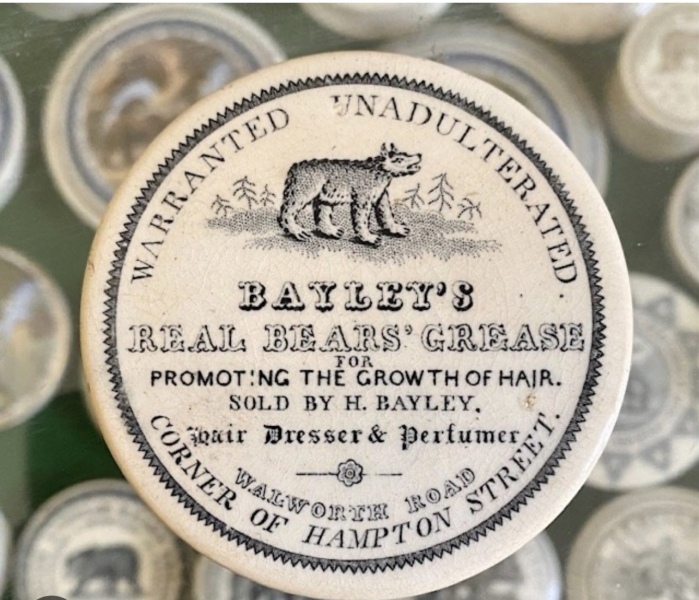 WARRANTED UNADULTERATED
BAYLEY'S
REAL BEARS' GREASE
FOR
PROMOTING THE GROWTH OF HAIR.
SOLD BY H. BAYLEY.
Hair Dresser & Perfumer
WALWORTH ROAD
CORNER OF HAMPTON STREET.